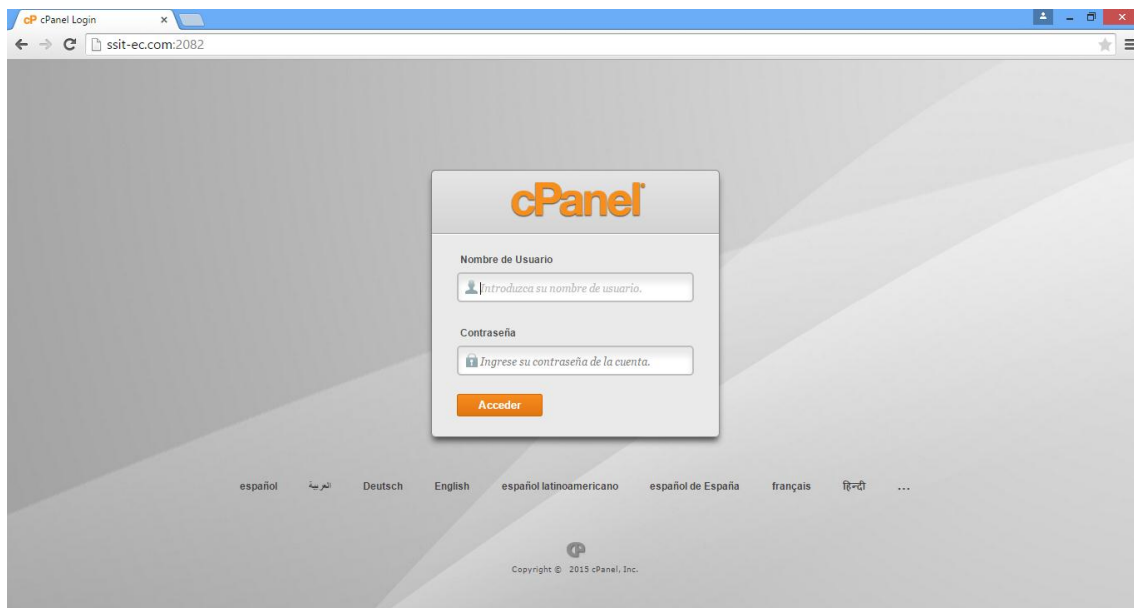 cP cPanel Login
ssit-ec.com:2082
cPanel
Nombre de Usuario
Introduzca su nombre de usuario.
Contraseña
Ingrese su contraseña de la cuenta.
Acceder
español العربية Deutsch English español latinoamericano español de España français हिन्दी ...
cP
Copyright © 2015 cPanel, Inc.